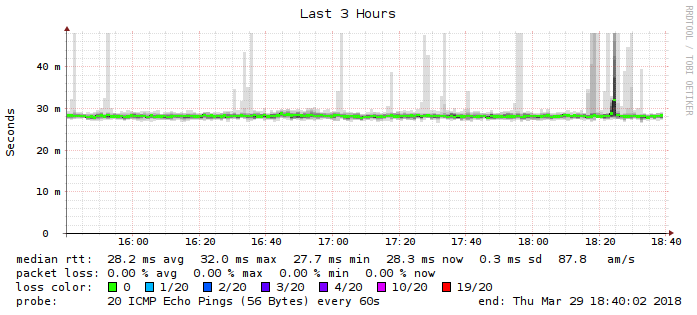 Last 3 Hours
RRDTOOL / TOBI OETIKER
Seconds
40 m
30 m
20 m
10 m
0
16:00 16:20 16:40 17:00 17:20 17:40 18:00 18:20 18:40
median rtt: 28.2 ms avg 32.0 ms max 27.7 ms min 28.3 ms now 0.3 ms sd 87.8 am/s
packet loss: 0.00 % avg 0.00 % max 0.00 % min 0.00 % now
loss color: 0 1/20 2/20 3/20 4/20 10/20 19/20
probe: 20 ICMP Echo Pings (56 Bytes) every 60s end: Thu Mar 29 18:40:02 2018